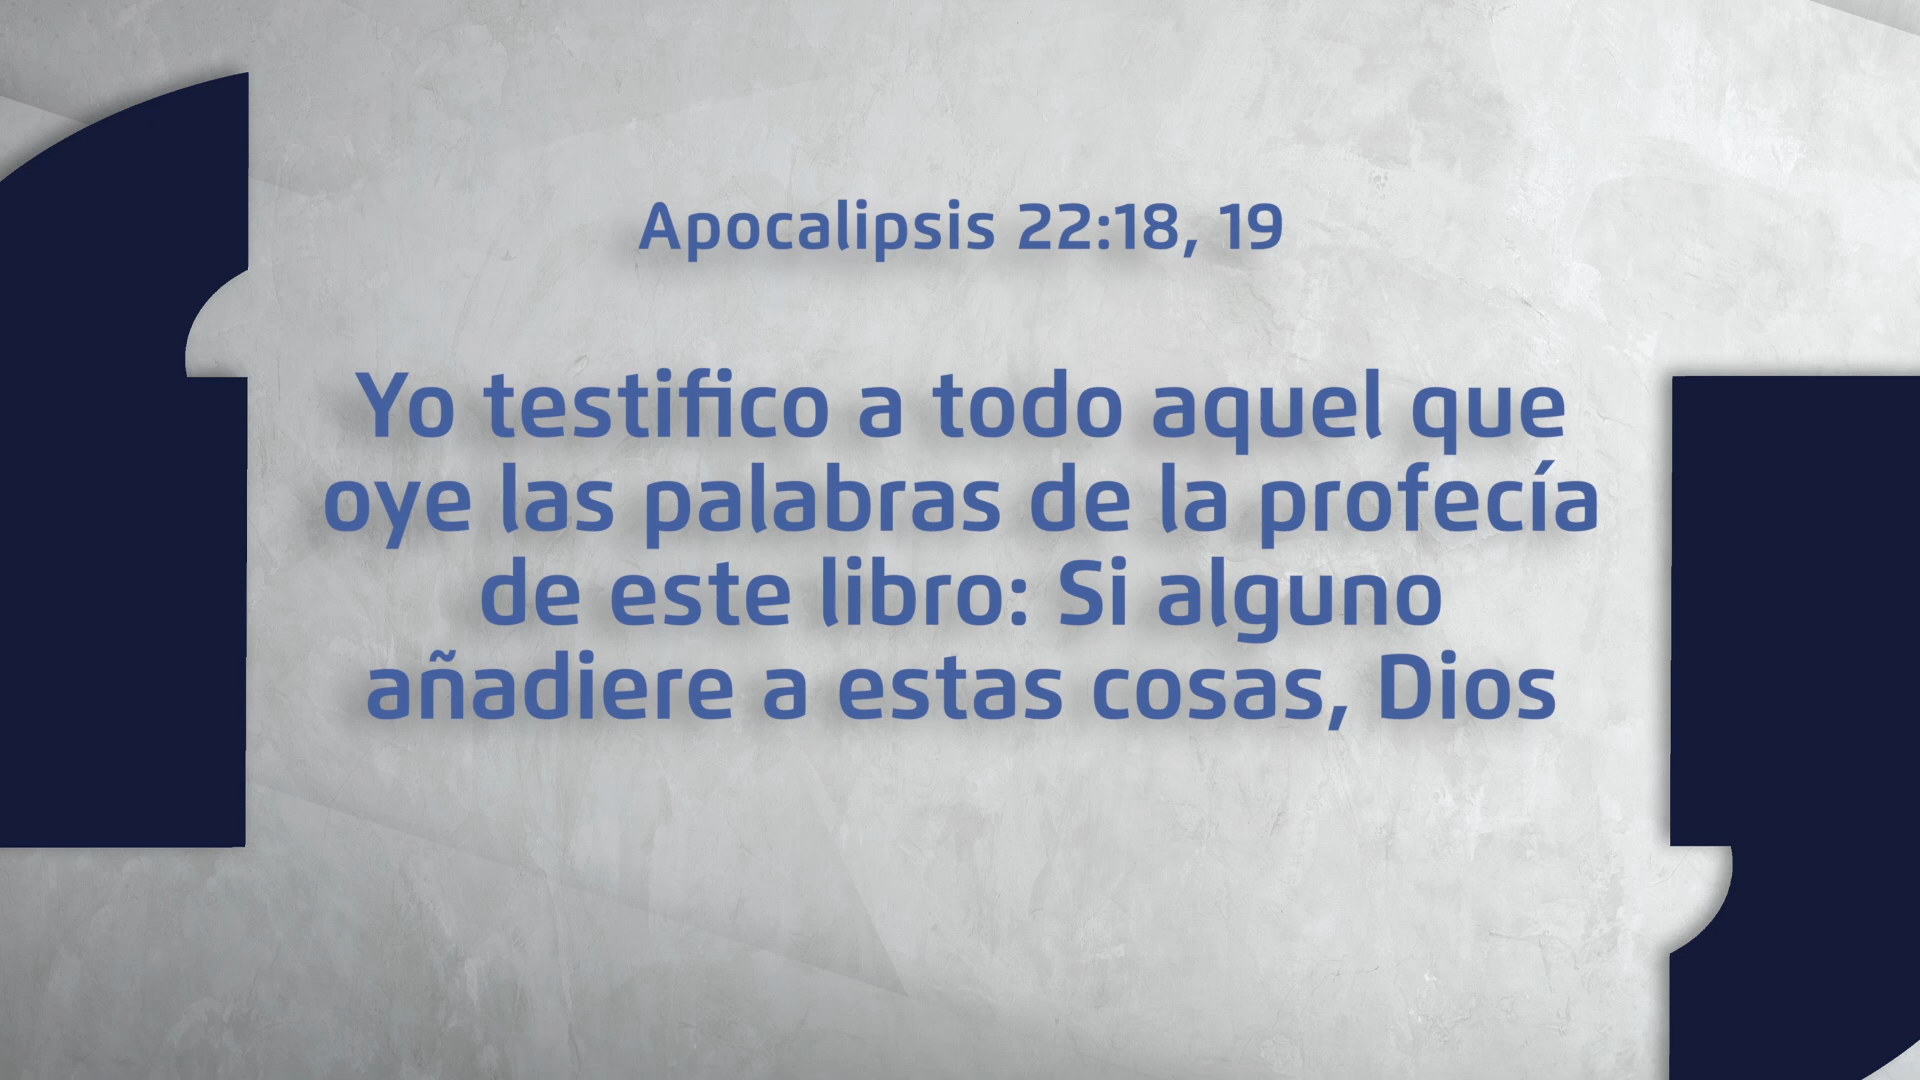 Apocalipsis 22:18, 19
Yo testifico a todo aquel que
oye las palabras de la profecía
de este libro: Si alguno
añadiere a estas cosas, Dios